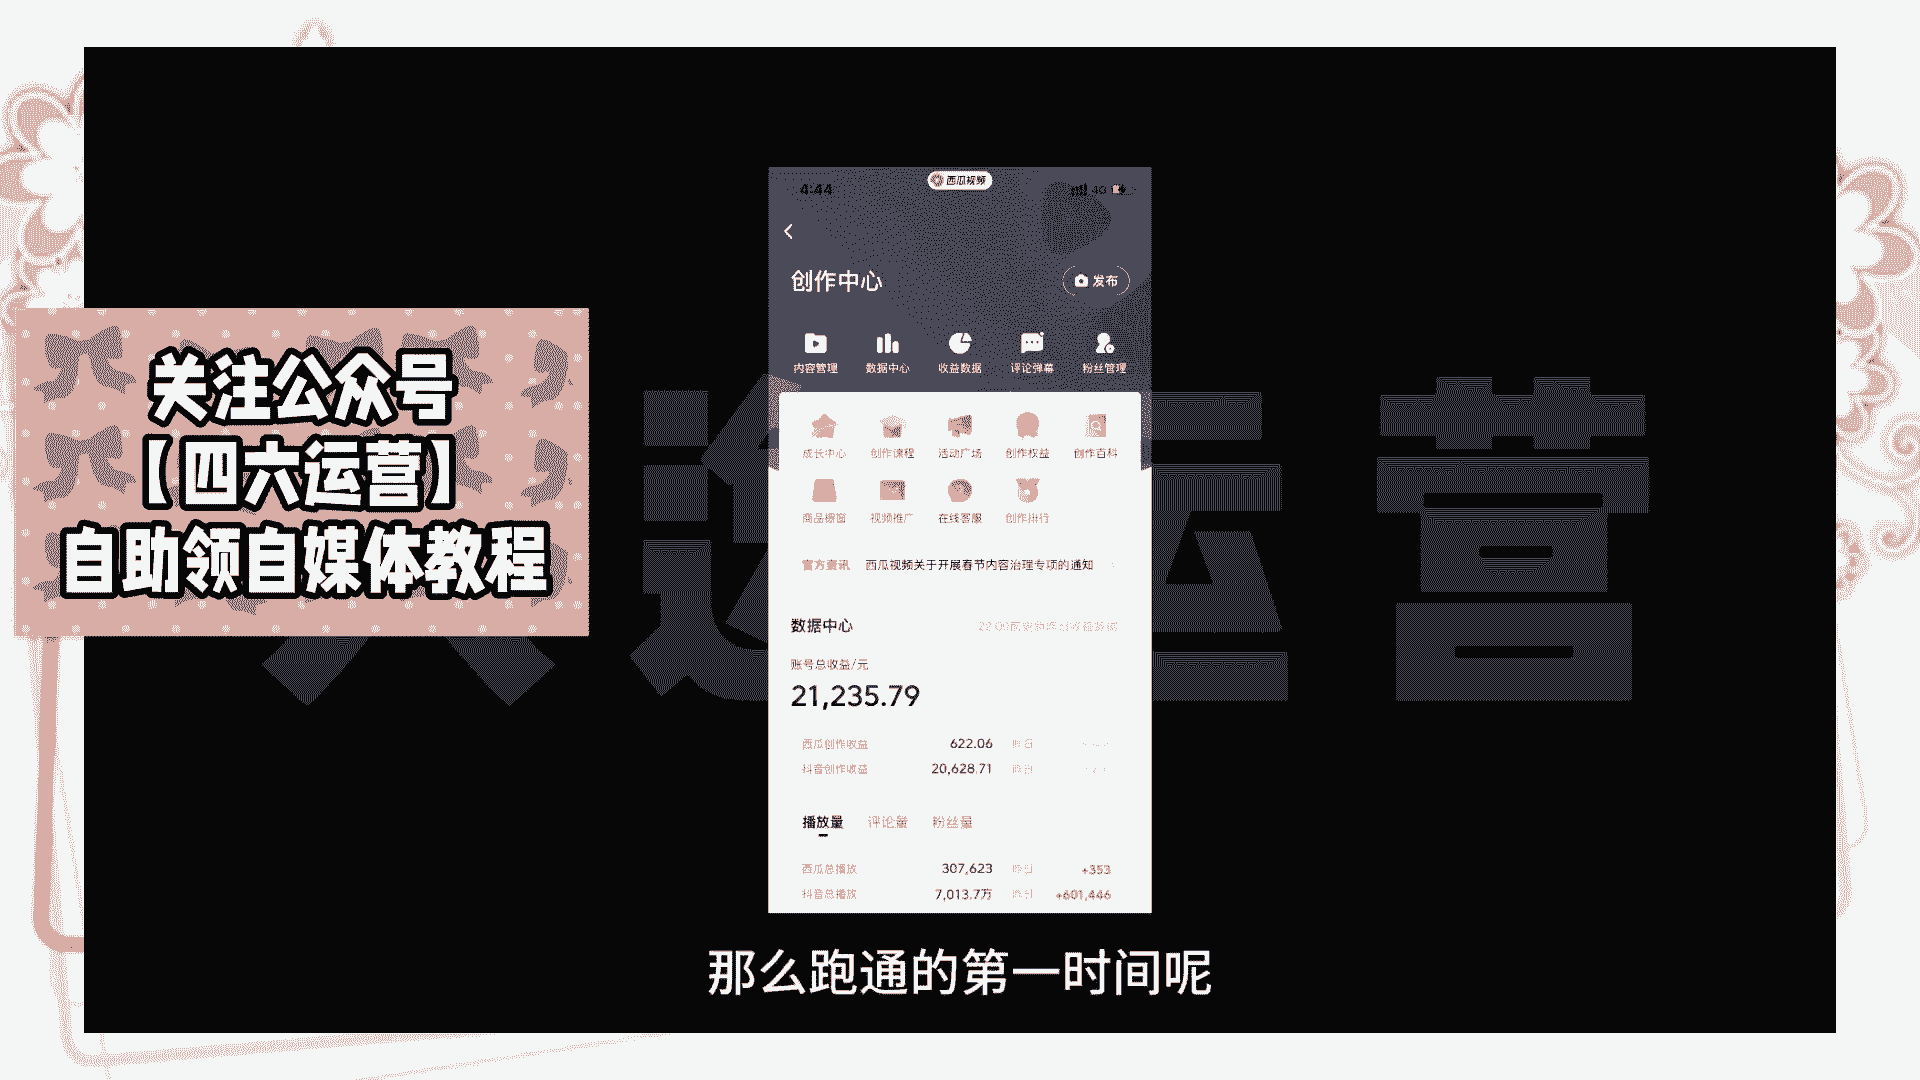 关注公众号
【四六运营】
自助领自媒体教程
4:44
西瓜视频
4G
创作中心
发布
内容管理
数据中心
收益数据
评论弹幕
粉丝管理
成长中心
创作课程
活动广场
创作权益
创作百科
商品橱窗
视频推广
在线客服
创作排行
官方资讯 西瓜视频关于开展春节内容治理专项的通知
数据中心
账号总收益/元
21,235.79
西瓜创作收益 622.06 昨日
抖音创作收益 20,628.71 昨日
播放量 评论量 粉丝量
西瓜总播放 307,623 昨日 +353
抖音总播放 7,013.7万 昨日 +601,446
运营
那么跑通的第一时间呢